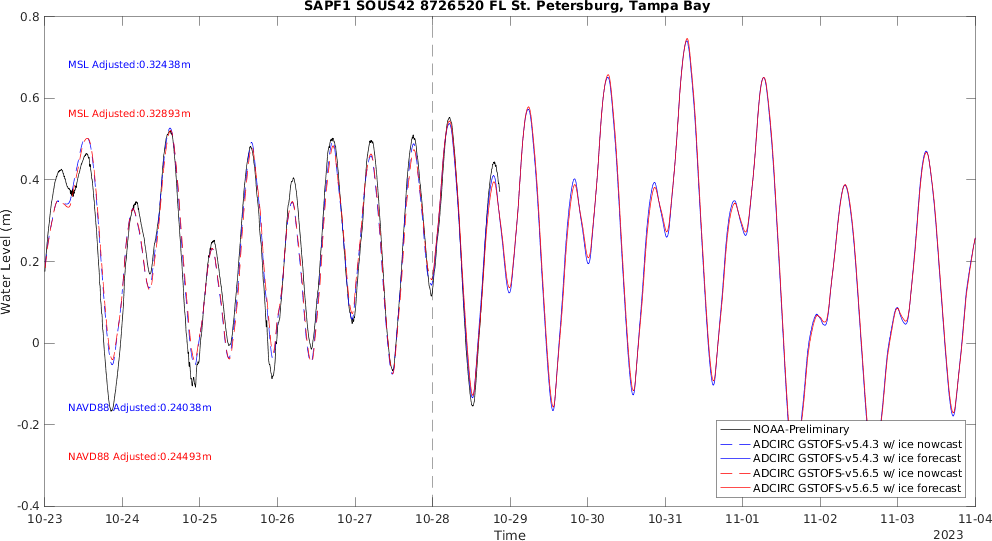 SAPF1 SOUS42 8726520 FL St. Petersburg, Tampa Bay
0.8
0.6
0.4
0.2
0
-0.2
-0.4
Water Level (m)
MSL Adjusted:0.32438m
MSL Adjusted:0.32893m
NAVD88 Adjusted:0.24038m
NAVD88 Adjusted:0.24493m
NOAA-Preliminary
ADCIRC GSTOFS-v5.4.3 w/ ice nowcast
ADCIRC GSTOFS-v5.4.3 w/ ice forecast
ADCIRC GSTOFS-v5.6.5 w/ ice nowcast
ADCIRC GSTOFS-v5.6.5 w/ ice forecast
10-23 10-24 10-25 10-26 10-27 10-28 10-29 10-30 10-31 11-01 11-02 11-03 11-04
Time
2023